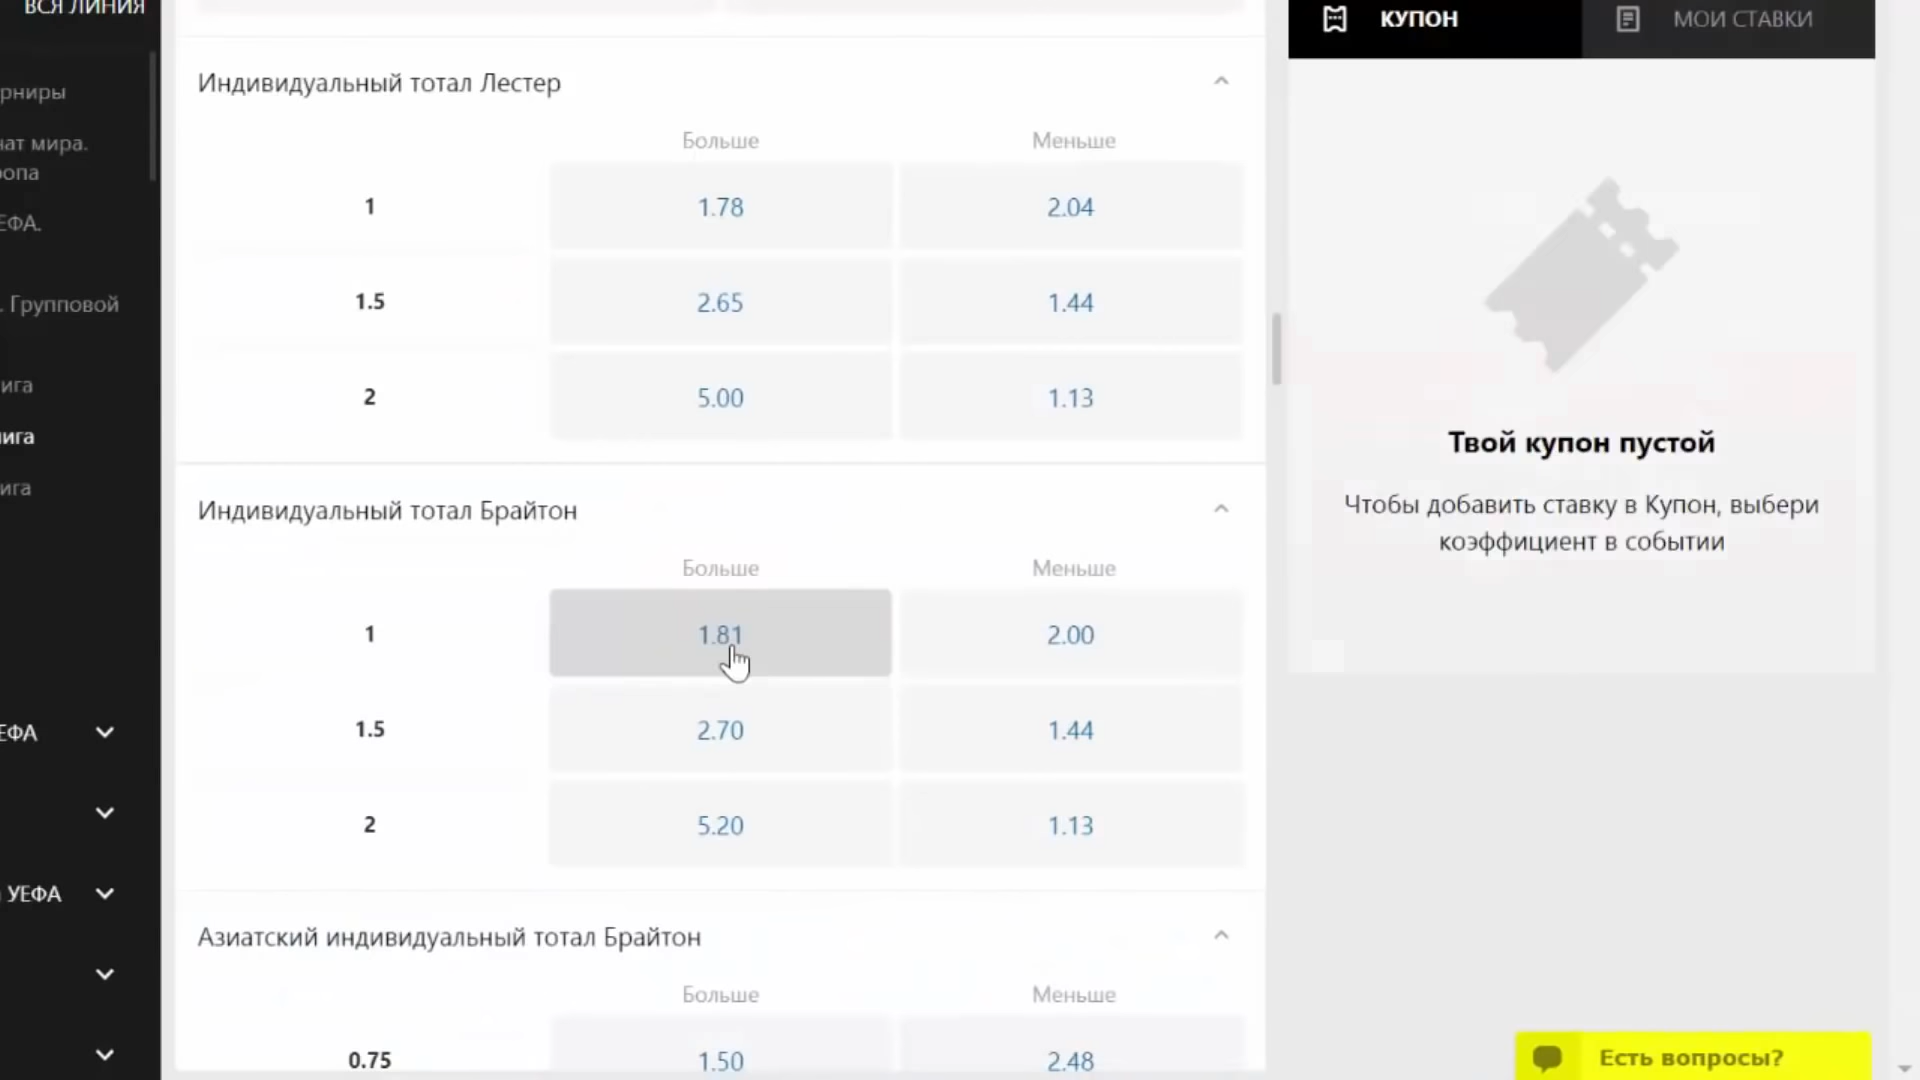 ВСЯ ЛИНИЯ
рниры
нат мира.
опа
ЕФА.
. Групповой
ига
ига
ига
ЕФА
УЕФА
Индивидуальный тотал Лестер
Больше Меньше
1 1.78 2.04
1.5 2.65 1.44
2 5.00 1.13
Индивидуальный тотал Брайтон
Больше Меньше
1 1.81 2.00
1.5 2.70 1.44
2 5.20 1.13
Азиатский индивидуальный тотал Брайтон
Больше Меньше
0.75 1.50 2.48
КУПОН МОИ СТАВКИ
Твой купон пустой
Чтобы добавить ставку в Купон, выбери
коэффициент в событии
Есть вопросы?